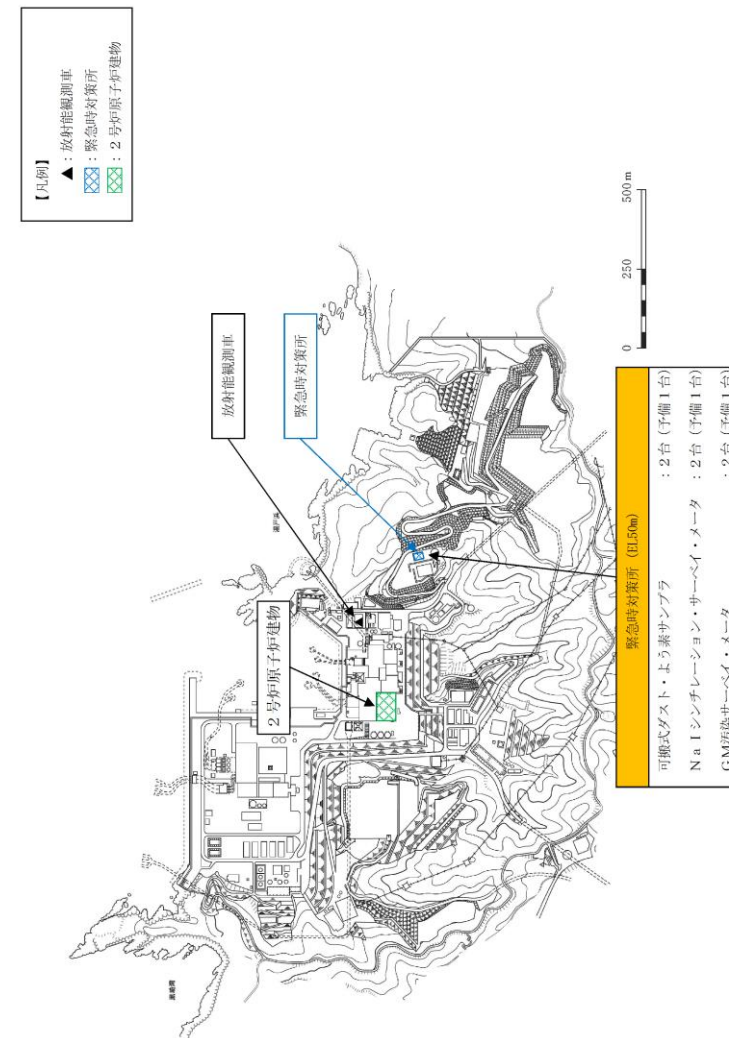 【凡例】
▲：放射能観測車
：緊急時対策所
：２号炉原子炉建物
放射能観測車
緊急時対策所
２号炉原子炉建物
0 250 500m
緊急時対策所（EL50m）
可搬式ダスト・よう素サンプラ ：2台（予備1台）
ＮａＩシンチレーション・サーベイ・メータ ：2台（予備1台）
ＧＭ汚染サーベイ・メータ ：2台（予備1台）